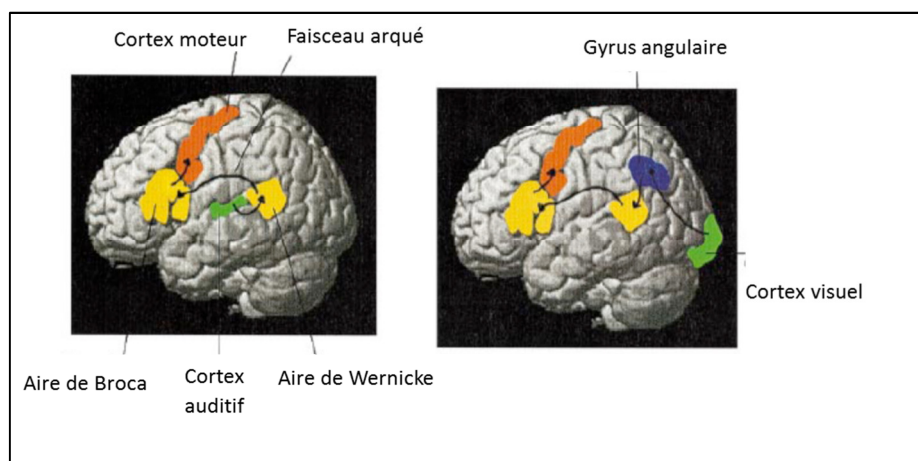 Cortex moteur
Faisceau arqué
Gyrus angulaire
Cortex visuel
Aire de Broca
Cortex
auditif
Aire de Wernicke